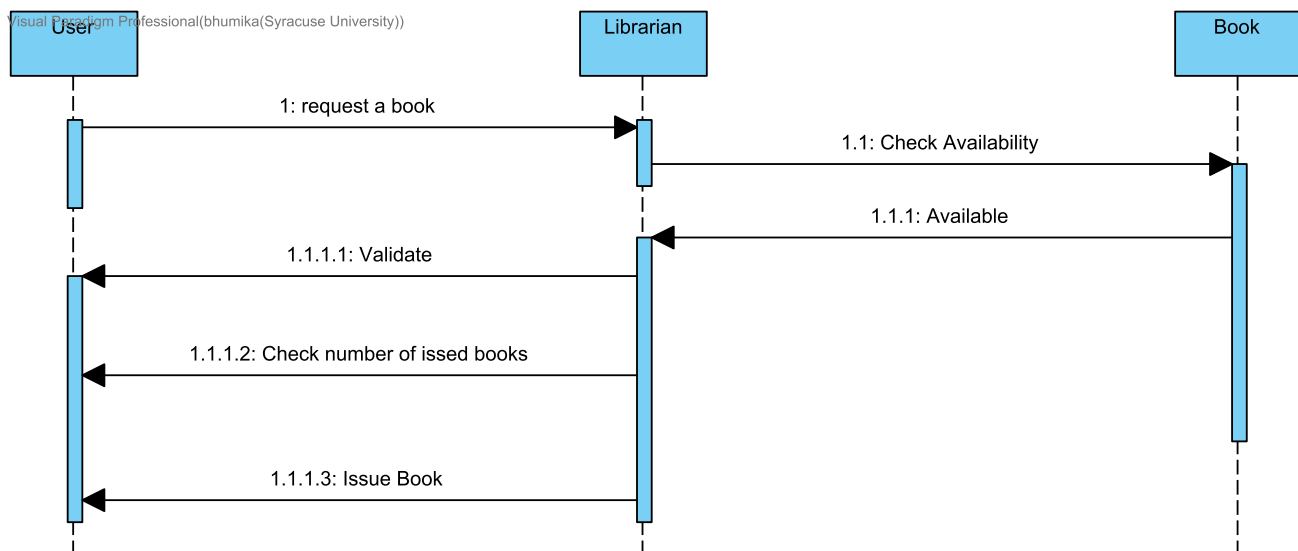 Visual Paradigm Professional(bhumika(Syracuse University))
User
Librarian
Book
1: request a book
1.1: Check Availability
1.1.1: Available
1.1.1.1: Validate
1.1.1.2: Check number of issed books
1.1.1.3: Issue Book